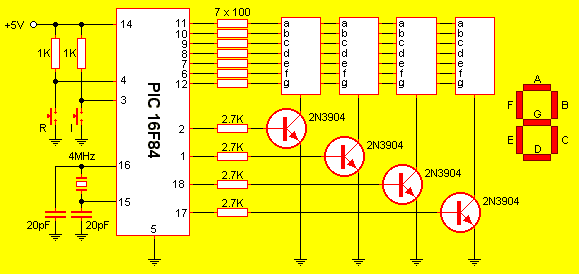 7 x 100
+5V
14
11
10
9
8
7
6
12
a
b
c
d
e
f
g
a
b
c
d
e
f
g
a
b
c
d
e
f
g
a
b
c
d
e
f
g
1K
1K
4
3
R
I
PIC 16F84
A
F
B
G
E
C
D
2
2.7K
2N3904
1
2.7K
2N3904
18
2.7K
2N3904
17
2.7K
2N3904
4MHz
16
15
20pF
20pF
5